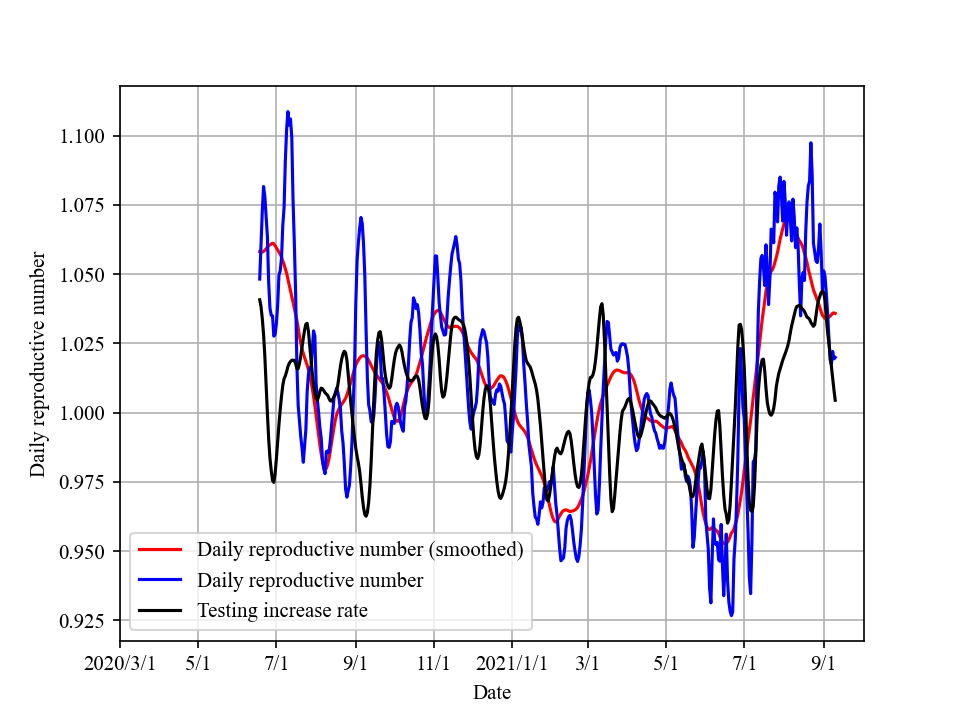 1.100
1.075
1.050
1.025
1.000
0.975
0.950
0.925
Daily reproductive number
Daily reproductive number (smoothed)
Daily reproductive number
Testing increase rate
2020/3/1 5/1 7/1 9/1 11/1 2021/1/1 3/1 5/1 7/1 9/1
Date